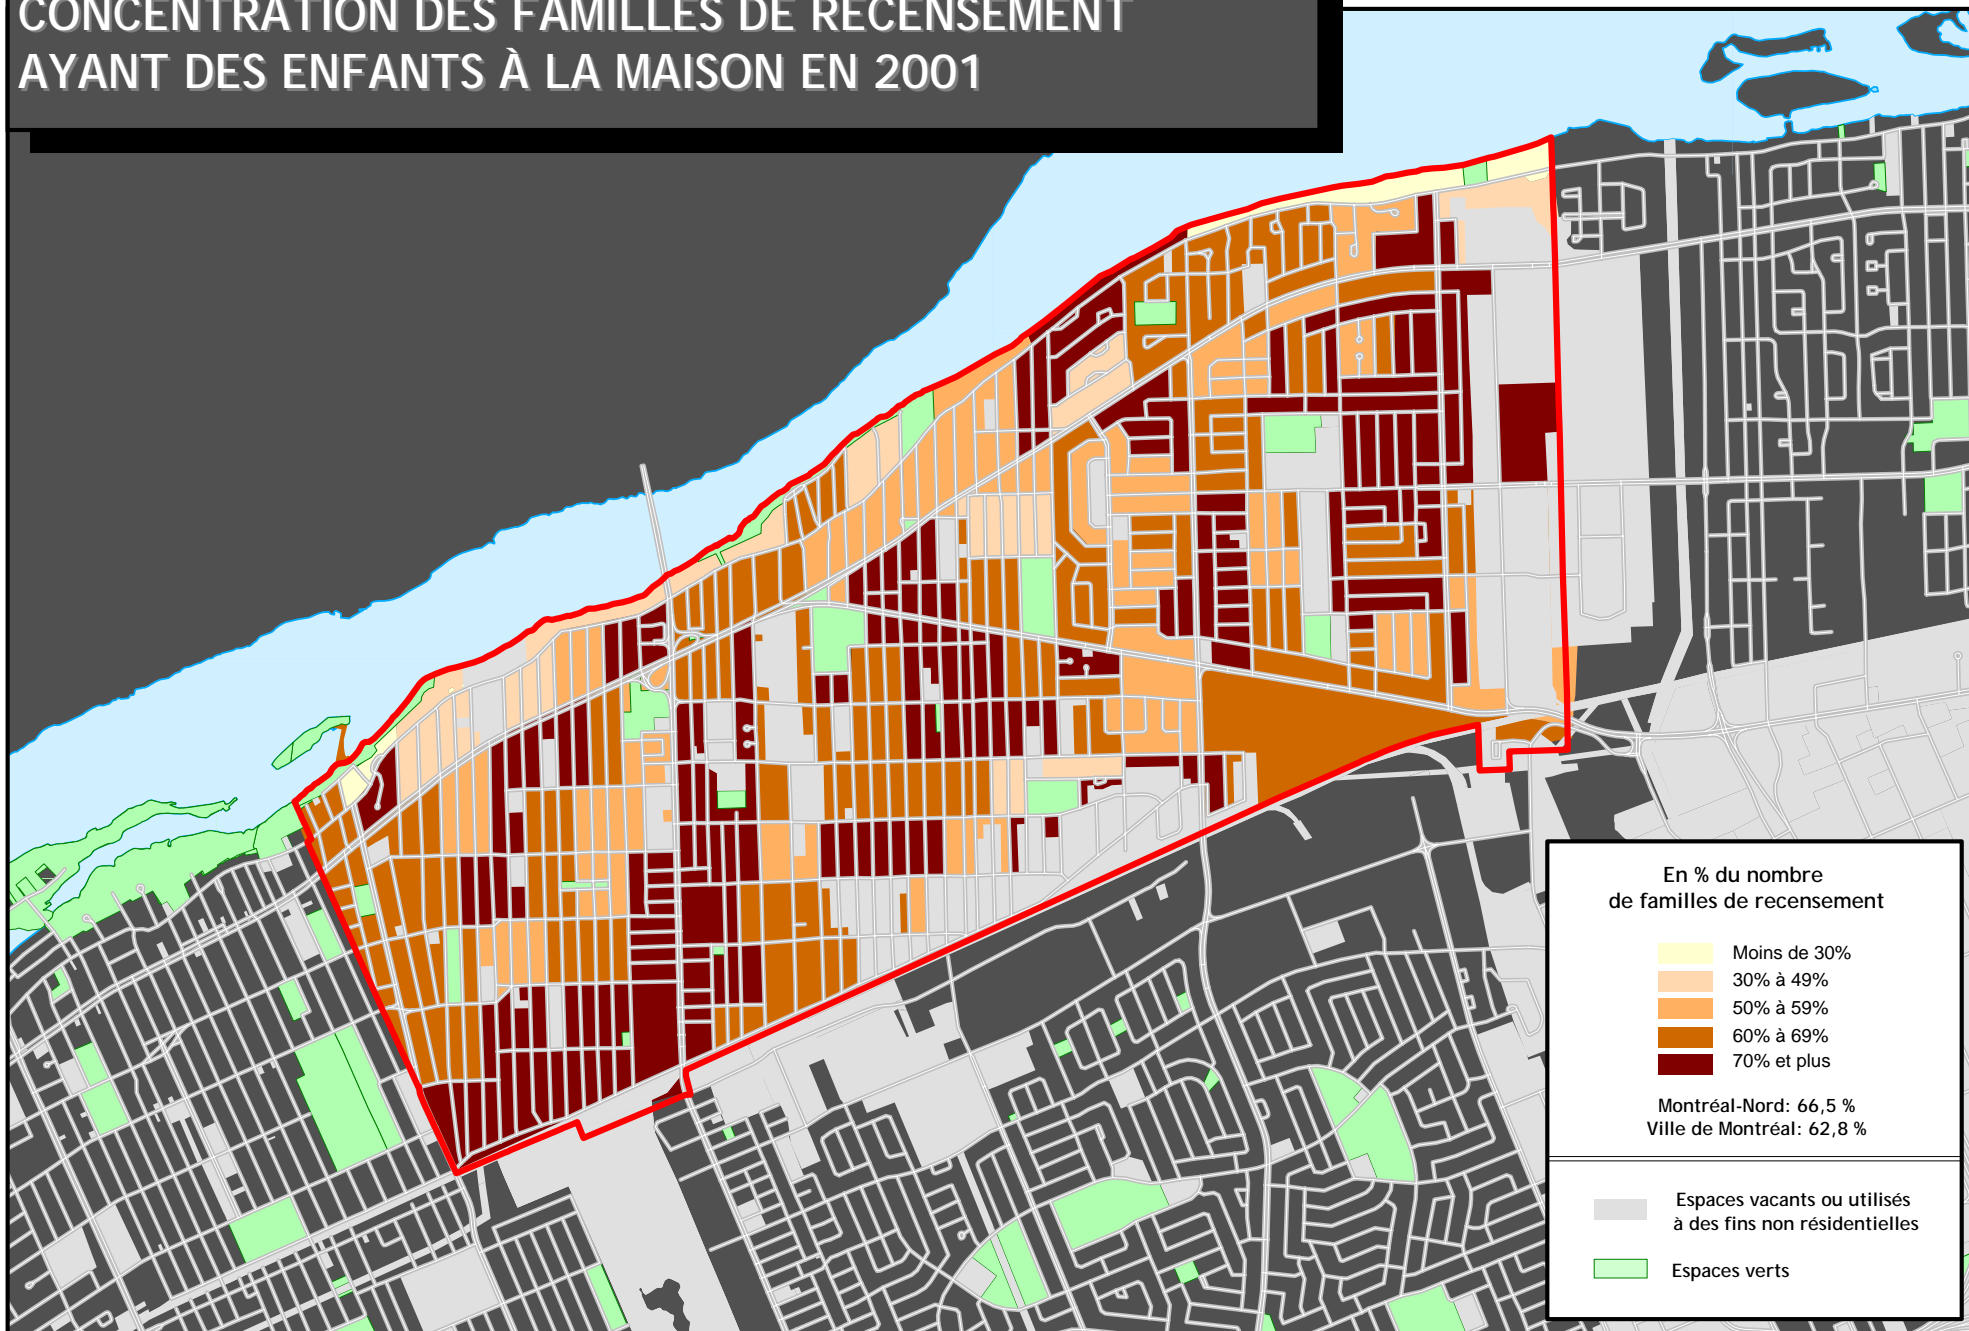 CONCENTRATION DES FAMILLES DE RECENSEMENT
AYANT DES ENFANTS À LA MAISON EN 2001
En % du nombre
de familles de recensement
Moins de 30%
30% à 49%
50% à 59%
60% à 69%
70% et plus
Montréal-Nord: 66,5 %
Ville de Montréal: 62,8 %
Espaces vacants ou utilisés
à des fins non résidentielles
Espaces verts